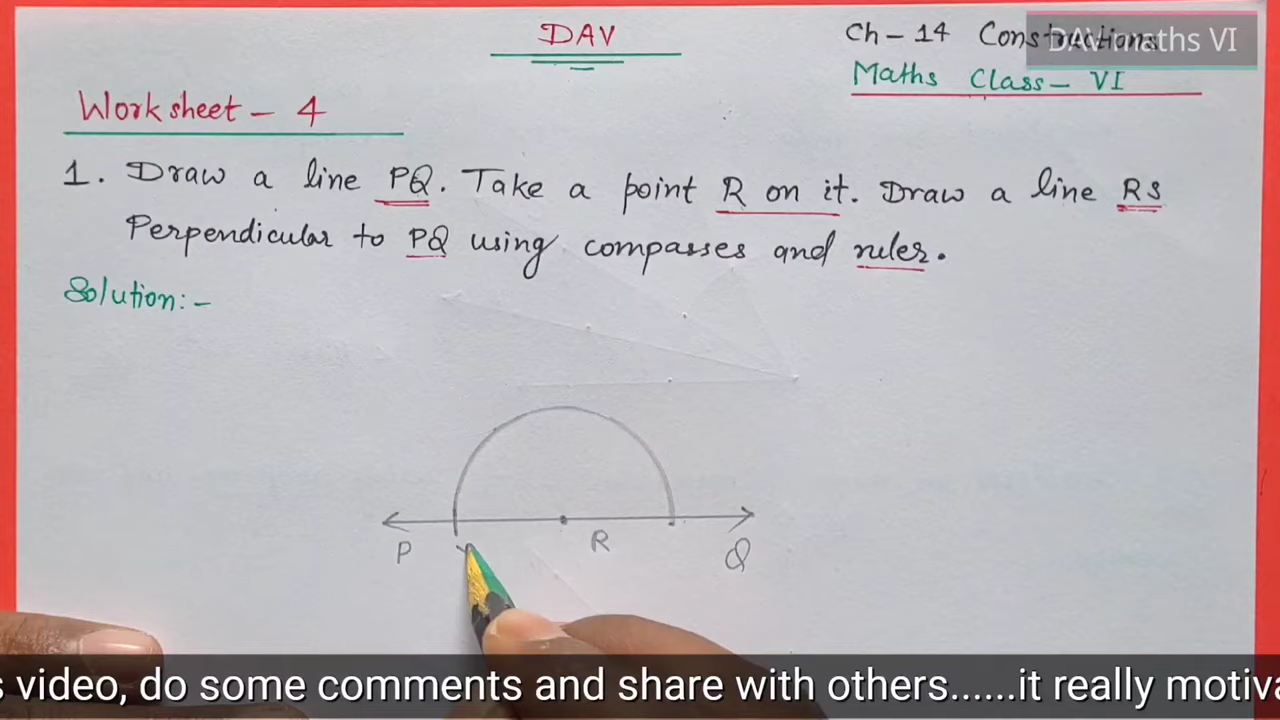 DAV
Ch - 14 Constructions
DAV maths VI
Maths Class - VI
Worksheet - 4
1. Draw a line PQ. Take a point R on it. Draw a line RS
Perpendicular to PQ using compasses and ruler.
Solution:-
P R Q
s video, do some comments and share with others......it really motiva